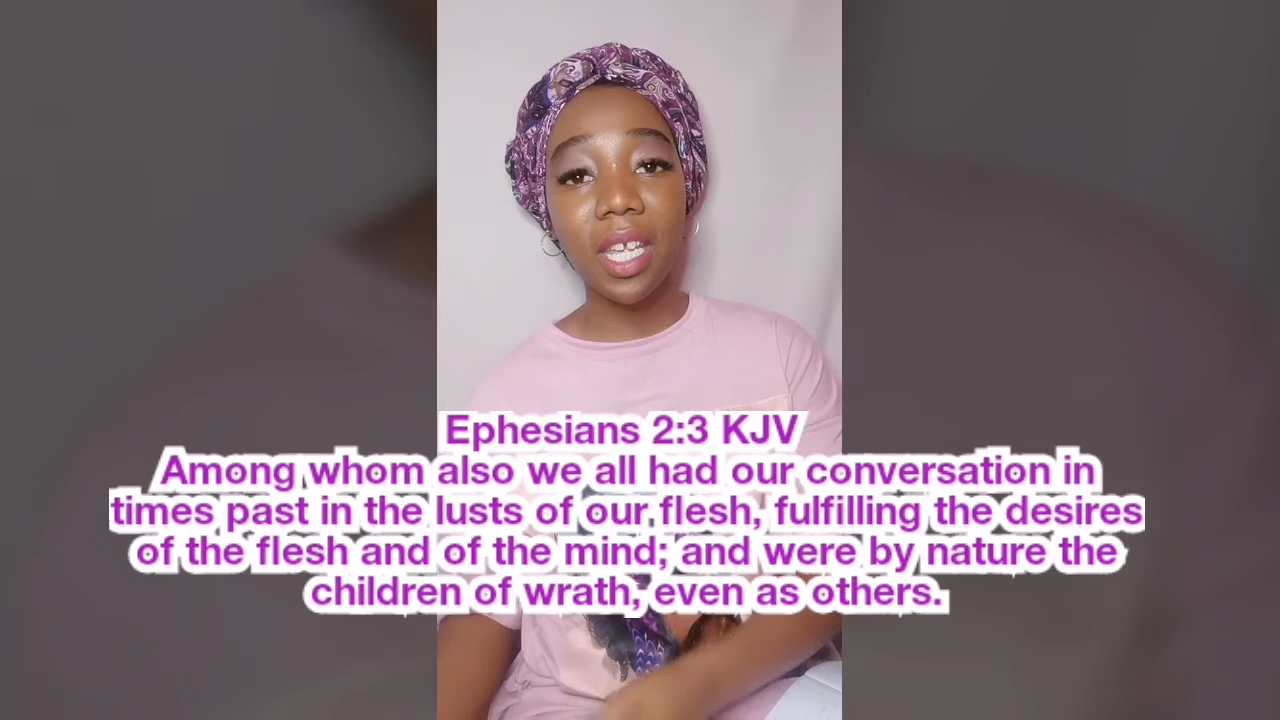 Ephesians 2:3 KJV
Among whom also we all had our conversation in
times past in the lusts of our flesh, fulfilling the desires
of the flesh and of the mind; and were by nature the
children of wrath, even as others.